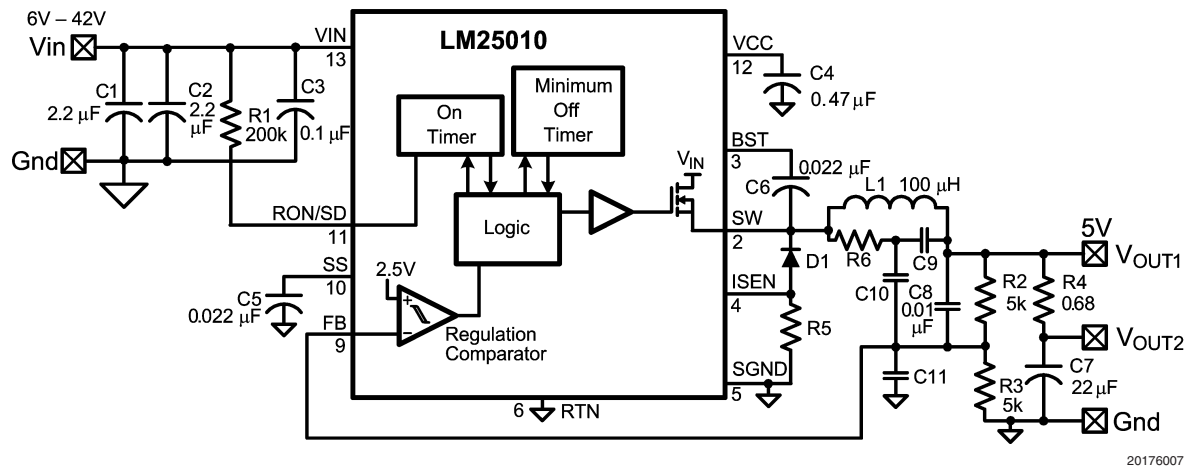 6V – 42V
Vin
Gnd
C1
2.2 µF
C2
2.2
µF
R1
200k
C3
0.1 µF
VIN
13
LM25010
On
Timer
Minimum
Off
Timer
Logic
VIN
2.5V
+
−
Regulation
Comparator
RON/SD
11
SS
10
C5
0.022 µF
FB
9
6
RTN
VCC
12
C4
0.47 µF
BST
3
0.022 µF
C6
SW
2
D1
ISEN
4
R5
SGND
5
L1
100 µH
R6
C9
C10
C8
0.01
µF
C11
R2
5k
R3
5k
R4
0.68
C7
22 µF
5V
VOUT1
VOUT2
Gnd
20176007